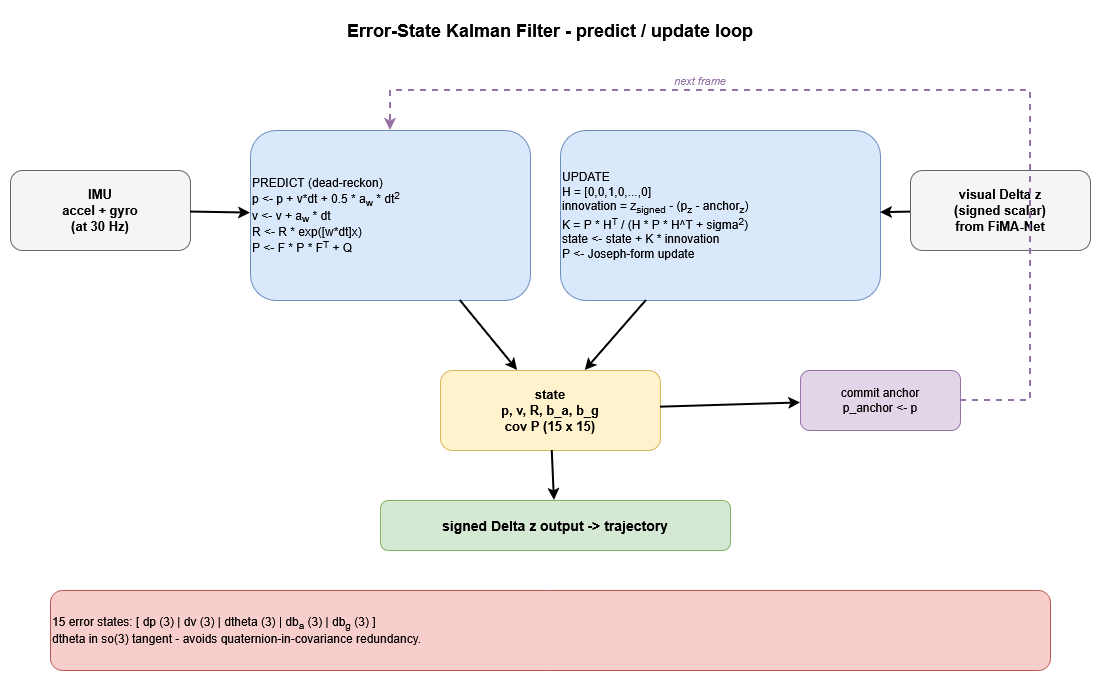 Error-State Kalman Filter - predict / update loop
next frame
IMU
accel + gyro
(at 30 Hz)
PREDICT (dead-reckon)
p <- p + v*dt + 0.5 * a_w * dt²
v <- v + a_w * dt
R <- R * exp([w*dt]x)
P <- F * P * F^T + Q
UPDATE
H = [0,0,1,0,...,0]
innovation = z_signed - (p_z - anchor_z)
K = P * H^T / (H * P * H^T + sigma²)
state <- state + K * innovation
P <- Joseph-form update
visual Delta z
(signed scalar)
from FiMA-Net
state
p, v, R, b_a, b_g
cov P (15 x 15)
commit anchor
p_anchor <- p
signed Delta z output -> trajectory
15 error states: [ dp (3) | dv (3) | dtheta (3) | db_a (3) | db_g (3) ]
dtheta in so(3) tangent - avoids quaternion-in-covariance redundancy.